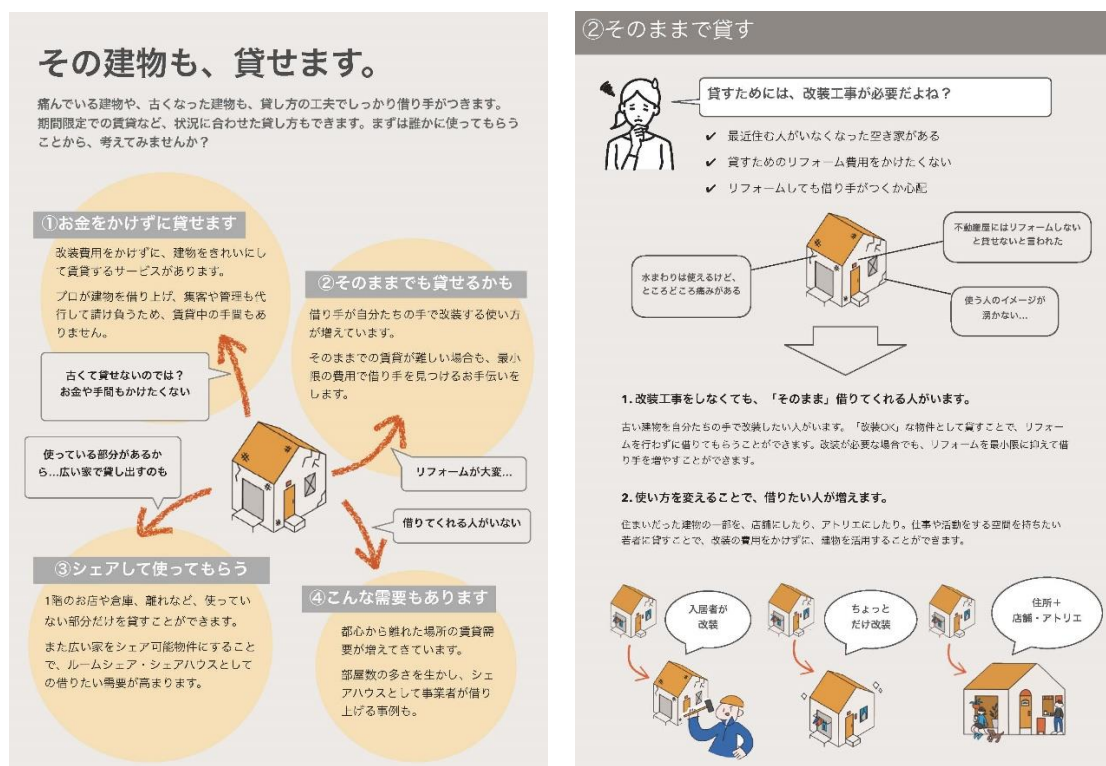 その建物も、貸せます。
痛んでいる建物や、古くなった建物も、貸し方の工夫でしっかり借り手がつきます。
期間限定での賃貸など、状況に合わせた貸し方もできます。まずは誰かに使ってもらう
ことから、考えてみませんか？
①お金をかけずに貸せます
改装費用をかけずに、建物をきれいにし
て賃貸するサービスがあります。
プロが建物を借り上げ、集客や管理も代
行して請け負うため、賃貸中の手間もあ
りません。
②そのままでも貸せるかも
借り手が自分たちの手で改装する使い方
が増えています。
そのままでの賃貸が難しい場合も、最小
限の費用で借り手を見つけるお手伝いを
します。
古くて貸せないのでは？
お金や手間もかけたくない
使っている部分があるか
ら…広い家で貸し出すのも
リフォームが大変…
借りてくれる人がいない
③シェアして使ってもらう
1階のお店や倉庫、離れなど、使ってい
ない部分だけを貸すことができます。
また広い家をシェア可能物件にすること
で、ルームシェア・シェアハウスとして
の借りたい需要が高まります。
④こんな需要もあります
都心から離れた場所の賃貸需
要が増えてきています。
部屋数の多さを生かし、シェ
アハウスとして事業者が借り
上げる事例も。
②そのままで貸す
貸すためには、改装工事が必要だよね？
✔ 最近住む人がいなくなった空き家がある
✔ 貸すためのリフォーム費用をかけたくない
✔ リフォームしても借り手がつくか心配
不動産屋にはリフォームしない
と貸せないと言われた
水まわりは使えるけど、
ところどころ痛みがある
使う人のイメージが
湧かない…
1. 改装工事をしなくても、「そのまま」借りてくれる人がいます。
古い建物を自分たちの手で改装したい人がいます。「改装OK」な物件として貸すことで、リフォー
ムを行わずに借りてもらうことができます。改装が必要な場合でも、リフォームを最小限に抑えて借
り手を増やすことができます。
2. 使い方を変えることで、借りたい人が増えます。
住まいだった建物の一部を、店舗にしたり、アトリエにしたり。仕事や活動をする空間を持ちたい
若者に貸すことで、改装の費用をかけずに、建物を活用することができます。
入居者が
改装
ちょっと
だけ改装
住所＋
店舗・アトリエ